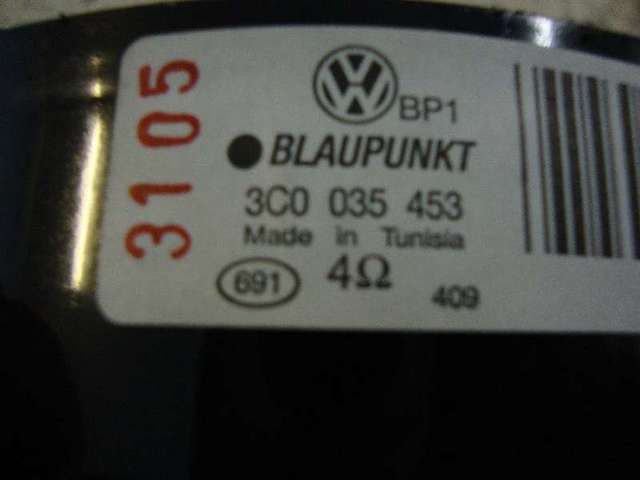 3105
BP1
BLAUPUNKT
3C0 035 453
Made in Tunisia
691 4Ω 409